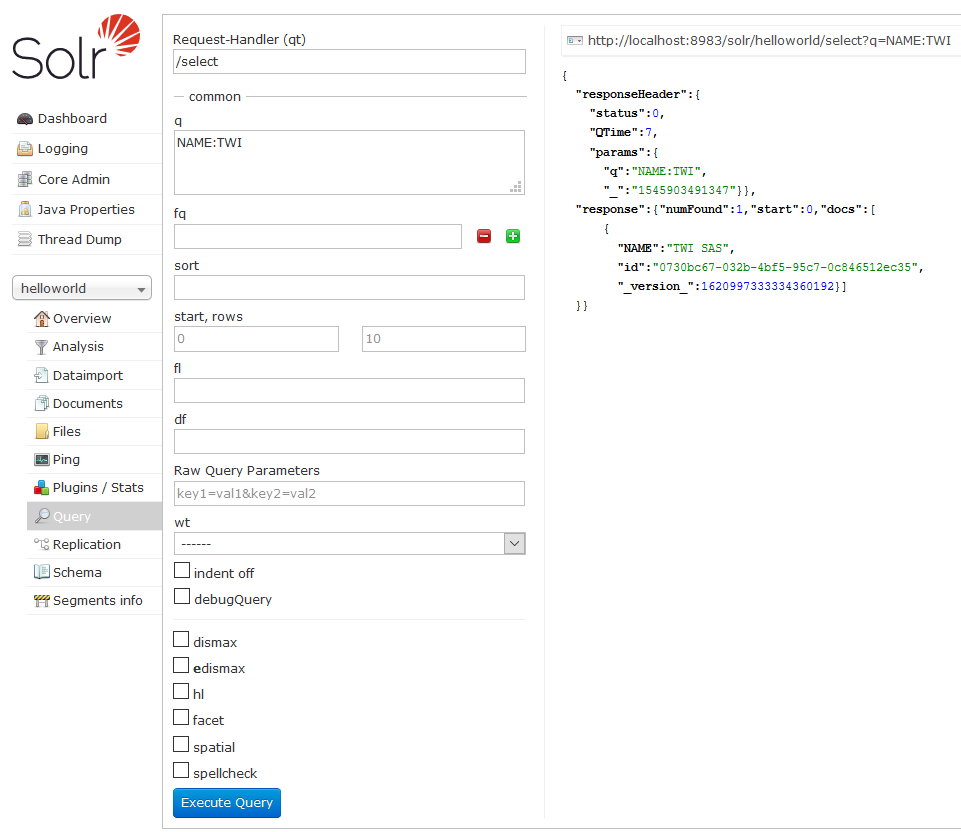 Solr
Dashboard
Logging
Core Admin
Java Properties
Thread Dump
helloworld
Overview
Analysis
Dataimport
Documents
Files
Ping
Plugins / Stats
Query
Replication
Schema
Segments info
Request-Handler (qt)
/select
common
q
NAME:TWI
fq
sort
start, rows
0 10
fl
df
Raw Query Parameters
key1=val1&key2=val2
wt
------
indent off
debugQuery
dismax
edismax
hl
facet
spatial
spellcheck
Execute Query
http://localhost:8983/solr/helloworld/select?q=NAME:TWI
{
"responseHeader":{
"status":0,
"QTime":7,
"params":{
"q":"NAME:TWI",
"_":"1545903491347"}},
"response":{"numFound":1,"start":0,"docs":[
{
"NAME":"TWI SAS",
"id":"0730bc67-032b-4bf5-95c7-0c846512ec35",
"_version_":1620997333334360192}]
}}